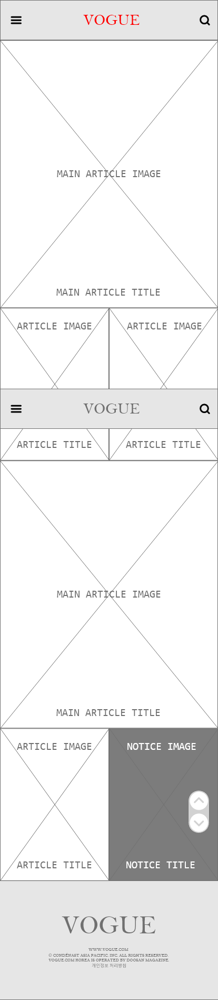 VOGUE
MAIN ARTICLE IMAGE
MAIN ARTICLE TITLE
ARTICLE IMAGE ARTICLE IMAGE
VOGUE
ARTICLE TITLE ARTICLE TITLE
MAIN ARTICLE IMAGE
MAIN ARTICLE TITLE
ARTICLE IMAGE NOTICE IMAGE
ARTICLE TITLE NOTICE TITLE
VOGUE
WWW.VOGUE.COM
© CONDÉNAST ASIA PACIFIC, INC. ALL RIGHTS RESERVED.
VOGUE.COM KOREA IS OPERATED BY DOOSAN MAGAZINE.
개인정보 처리방침